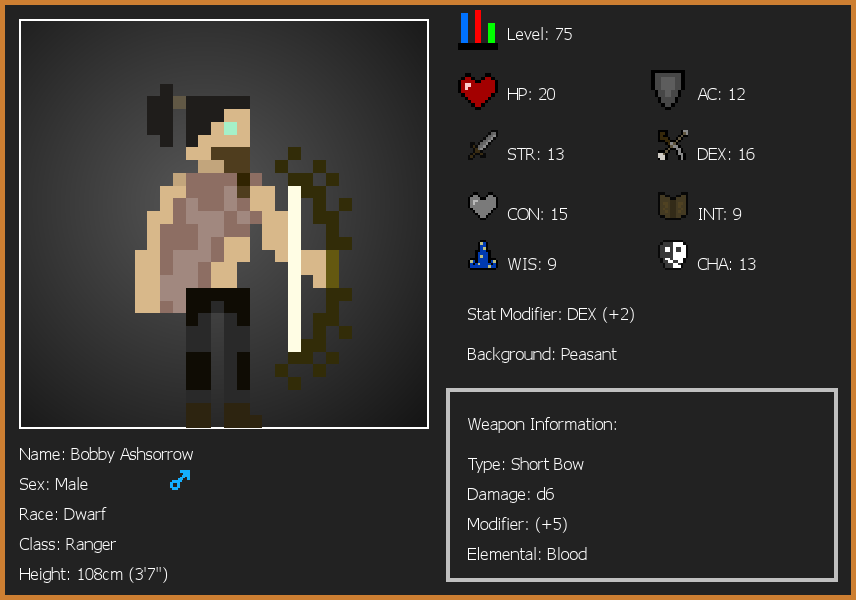 Level: 75
HP: 20
AC: 12
STR: 13
DEX: 16
CON: 15
INT: 9
WIS: 9
CHA: 13
Stat Modifier: DEX (+2)
Background: Peasant
Weapon Information:
Type: Short Bow
Damage: d6
Modifier: (+5)
Elemental: Blood
Name: Bobby Ashsorrow
Sex: Male
Race: Dwarf
Class: Ranger
Height: 108cm (3'7")